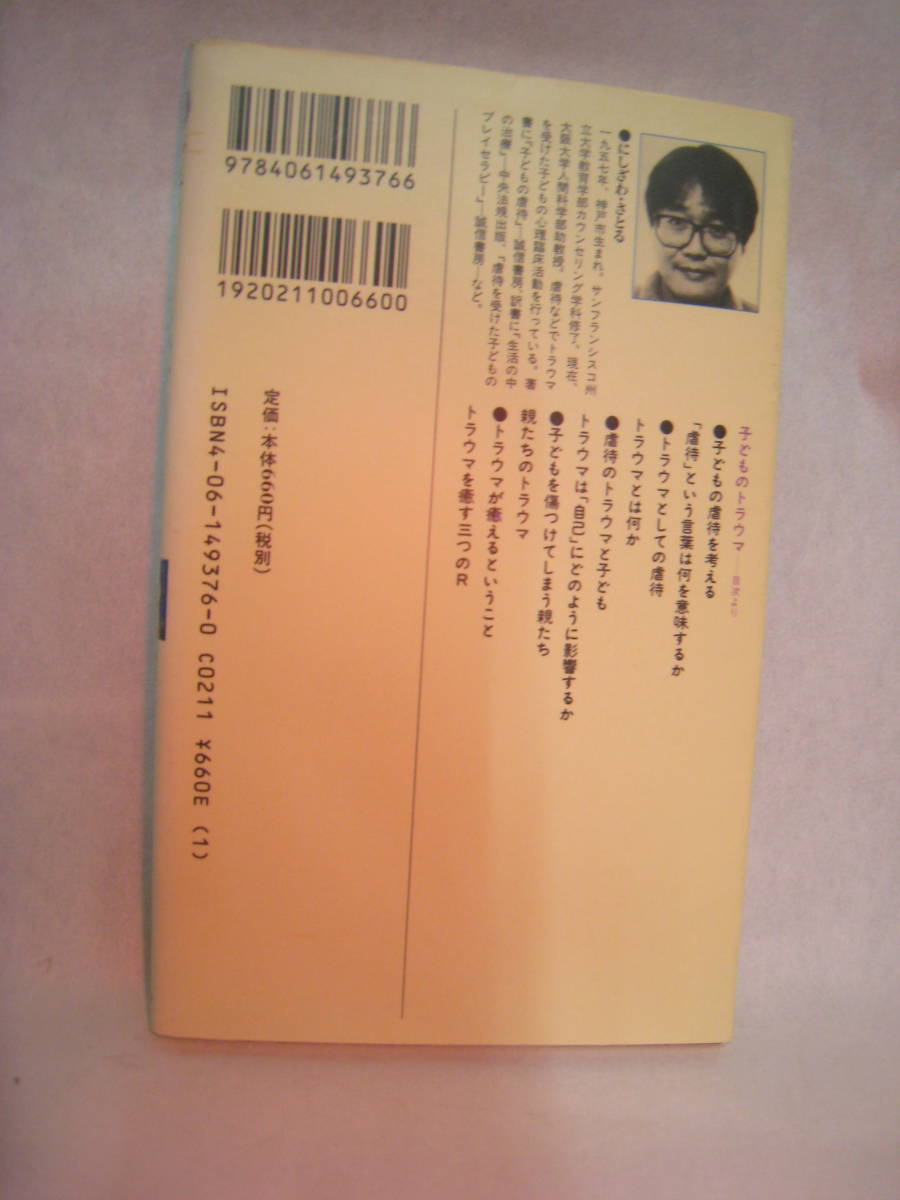 9784061493766
1920211006600
●にしざわ・さとる
一九五七年、神戸市生まれ。サンフランシスコ州
立大学教育学部カウンセリング学科修了。現在、
大阪大学人間科学部助教授。虐待などでトラウマ
を受けた子どもの心理臨床活動を行っている。著
書に『子どもの虐待』―誠信書房、訳書に『生活の中
の治療』―中央法規出版、『虐待を受けた子どもの
プレイセラピー』―誠信書房―など。
子どものトラウマ――目次より
●子どもの虐待を考える
「虐待」という言葉は何を意味するか
●トラウマとしての虐待
トラウマとは何か
●虐待のトラウマと子ども
トラウマは「自己」にどのように影響するか
●子どもを傷つけてしまう親たち
親たちのトラウマ
●トラウマが癒えるということ
トラウマを癒す三つのR
定価:本体660円(税別)
ISBN4-06-149376-0 C0211 ¥660E (1)